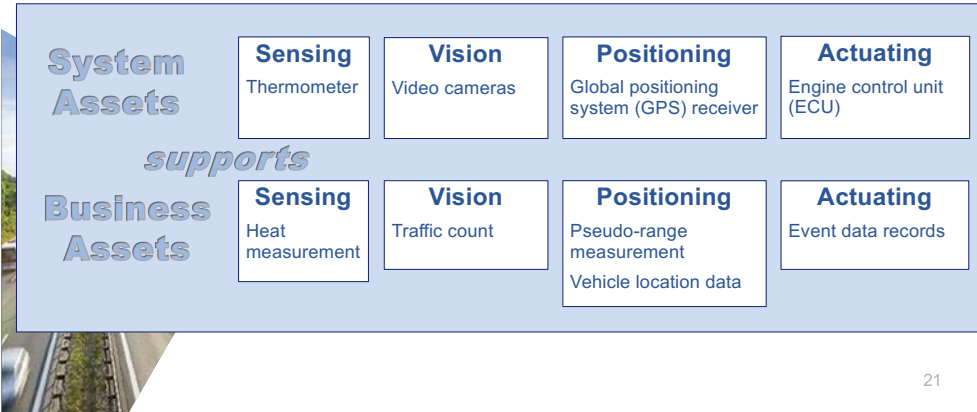 System
Assets
Sensing
Thermometer
Vision
Video cameras
Positioning
Global positioning
system (GPS) receiver
Actuating
Engine control unit
(ECU)
supports
Business
Assets
Sensing
Heat
measurement
Vision
Traffic count
Positioning
Pseudo-range
measurement
Vehicle location data
Actuating
Event data records
21